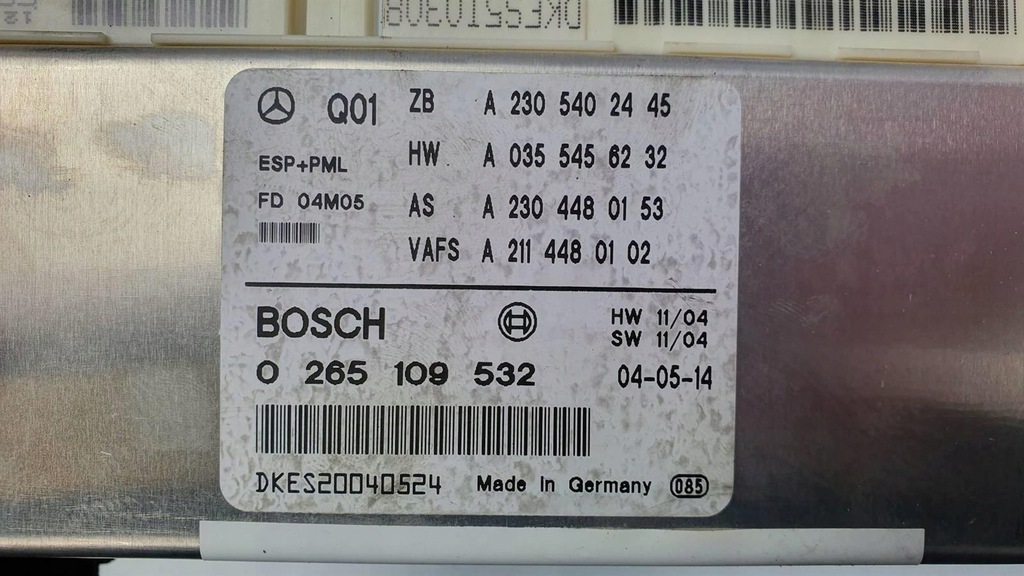 DKES5T0308
Q01
ZB A 230 540 24 45
ESP+PML
HW A 035 545 62 32
FD 04M05
AS A 230 448 01 53
VAFS A 211 448 01 02
BOSCH
HW 11/04
SW 11/04
0 265 109 532
04-05-14
DKES20040524
Made in Germany 085